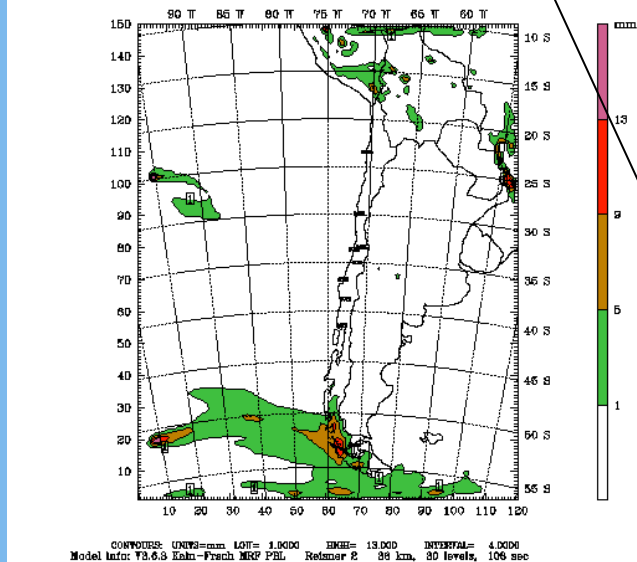 90 W 85 W 80 W 75 W 70 W 65 W 60 W
150
140
130
120
110
100
90
80
70
60
50
40
30
20
10
10 S
15 S
20 S
25 S
30 S
35 S
40 S
45 S
50 S
55 S
10 20 30 40 50 60 70 80 90 100 110 120
mm
13
9
5
1
CONTOURS: UNITS=mm LOW= 1.0000 HIGH= 13.000 INTERVAL= 4.0000
Model info: V3.6.3 Kain-Frsch MRF PBL Reisner 2 36 km, 30 levels, 108 sec